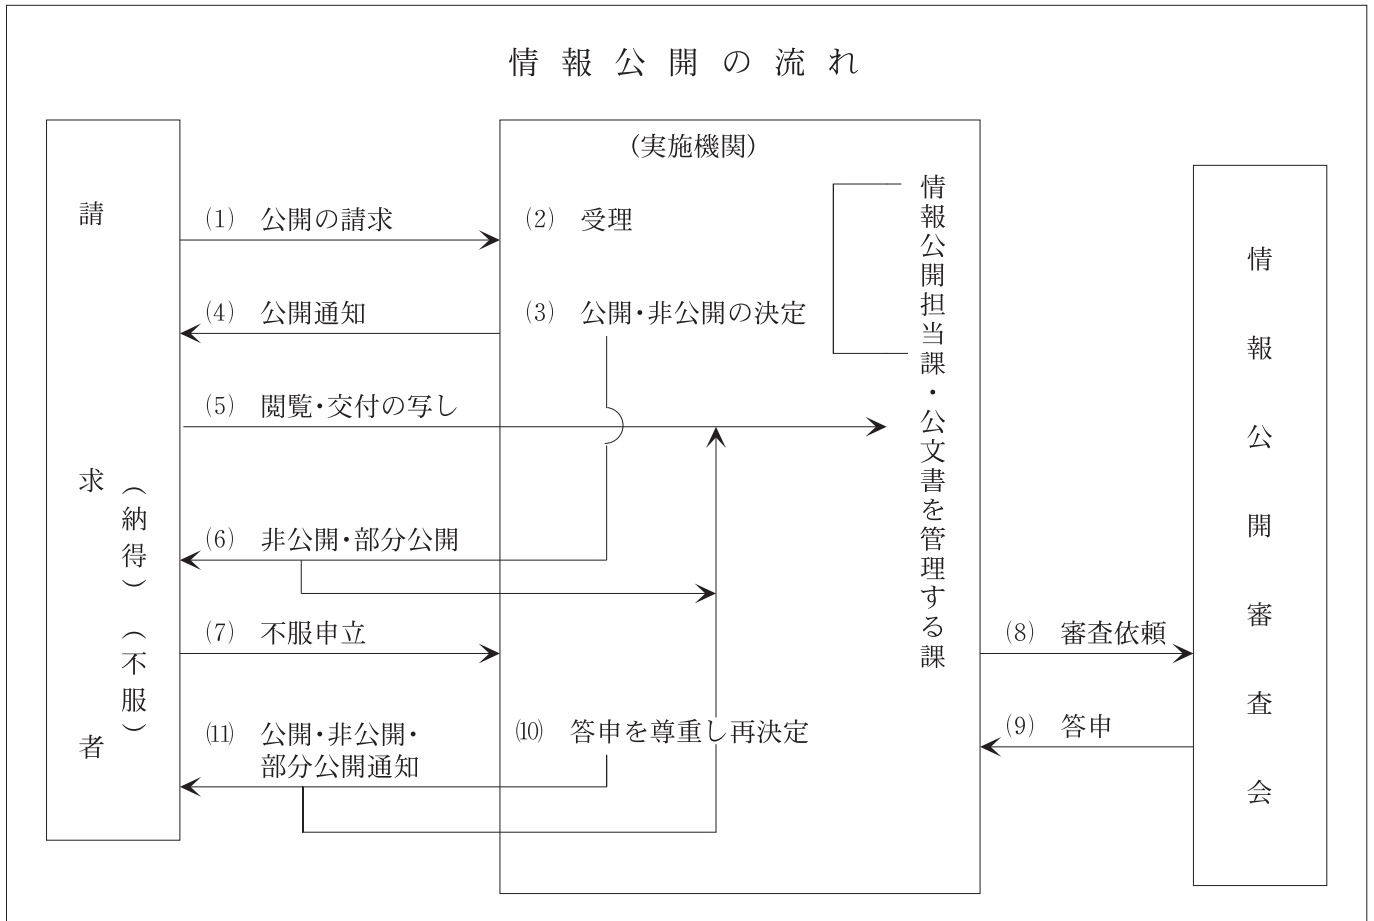 情報公開の流れ
請求者
(納得)
(不服)
(1) 公開の請求
(4) 公開通知
(5) 閲覧・交付の写し
(6) 非公開・部分公開
(7) 不服申立
(11) 公開・非公開・
部分公開通知
(実施機関)
(2) 受理
(3) 公開・非公開の決定
(10) 答申を尊重し再決定
情報公開担当課・公文書を管理する課
(8) 審査依頼
(9) 答申
情報公開審査会